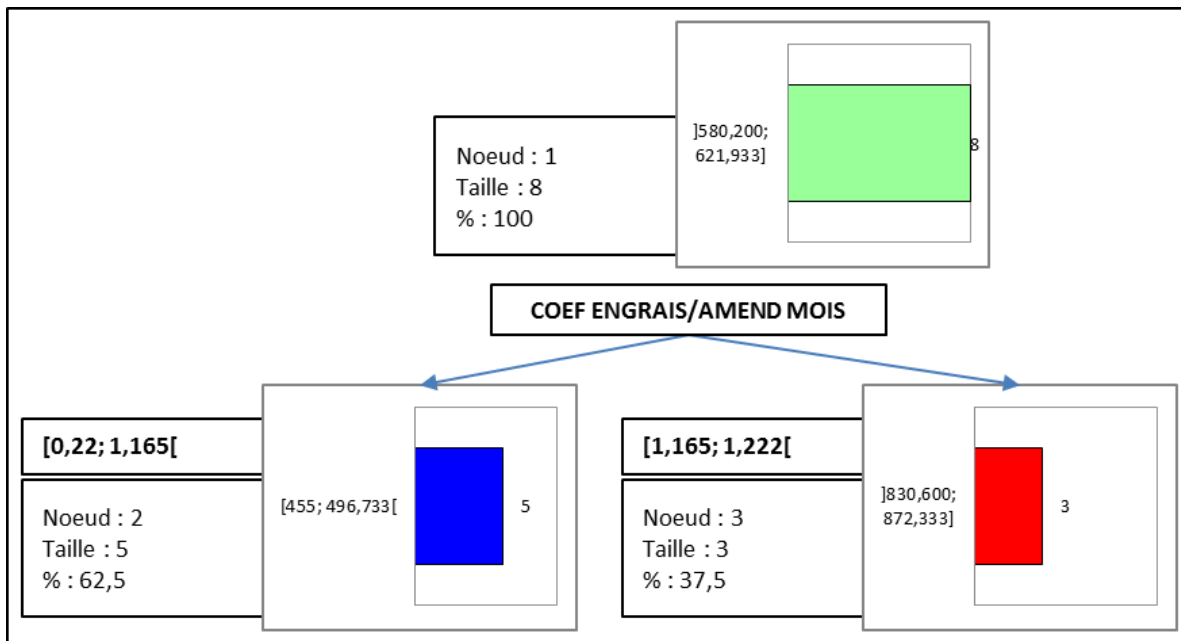 ]580,200;
621,933]
8
Noeud : 1
Taille : 8
% : 100
COEF ENGRAIS/AMEND MOIS
[0,22; 1,165[
Noeud : 2
Taille : 5
% : 62,5
[455; 496,733[
5
[1,165; 1,222[
Noeud : 3
Taille : 3
% : 37,5
]830,600;
872,333]
3